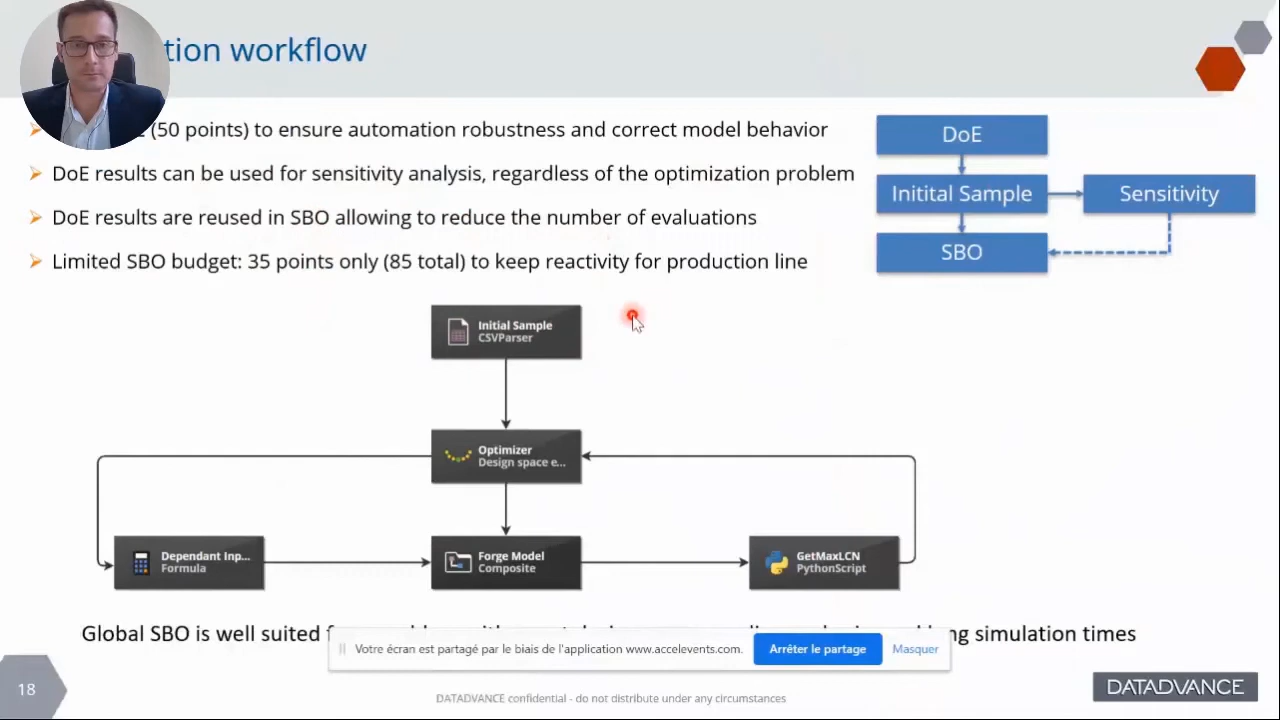 tion workflow
(50 points) to ensure automation robustness and correct model behavior
DoE results can be used for sensitivity analysis, regardless of the optimization problem
DoE results are reused in SBO allowing to reduce the number of evaluations
Limited SBO budget: 35 points only (85 total) to keep reactivity for production line
DoE
Initital Sample
Sensitivity
SBO
Initial Sample
CSVParser
Optimizer
Design space e...
Dependant Inp...
Formula
Forge Model
Composite
GetMaxLCN
PythonScript
Global SBO is well suited simulation times
Votre écran est partagé par le biais de l'application www.accelevents.com.
Arrêter le partage
Masquer
18
DATADVANCE confidential - do not distribute under any circumstances
DATADVANCE